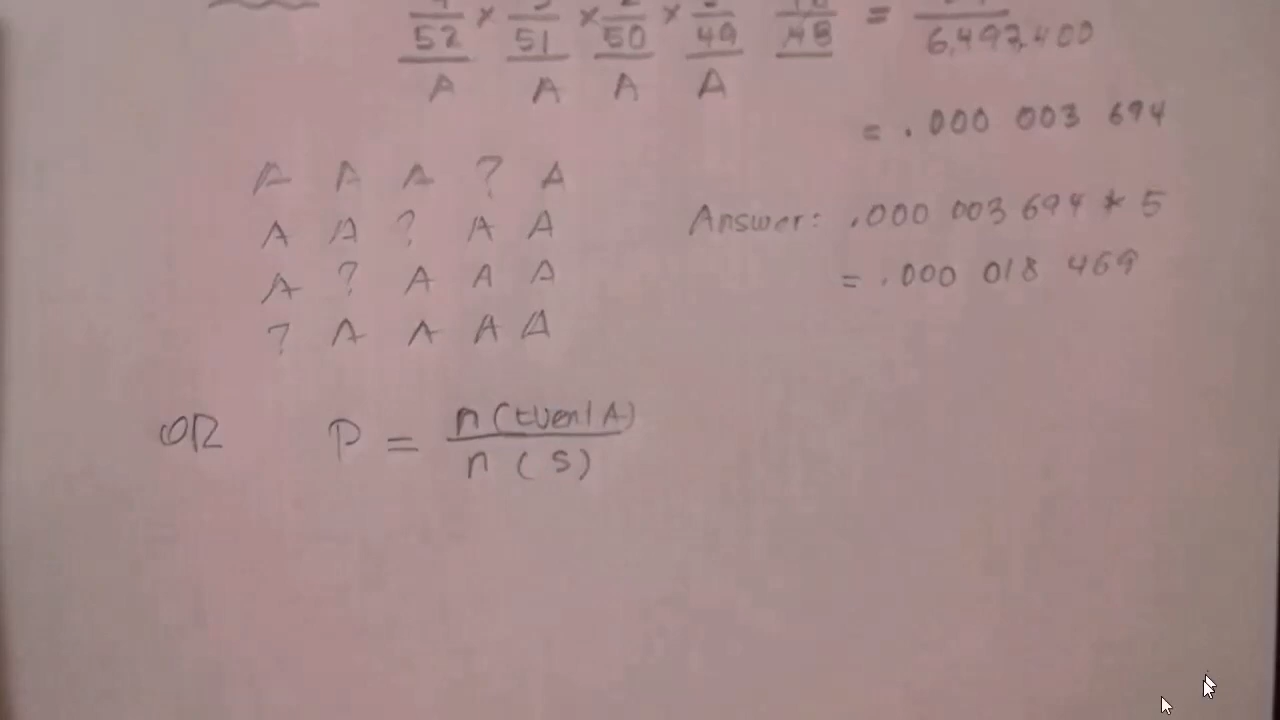 52 × 51 × 50 × 49 48 = 6,497,400
A A A A
= .000 003 694
A A A ? A
A A ? A A
A ? A A A
? A A A A
Answer: .000 003 694 * 5
= .000 018 469
OR P = n (Event A)
n ( S )